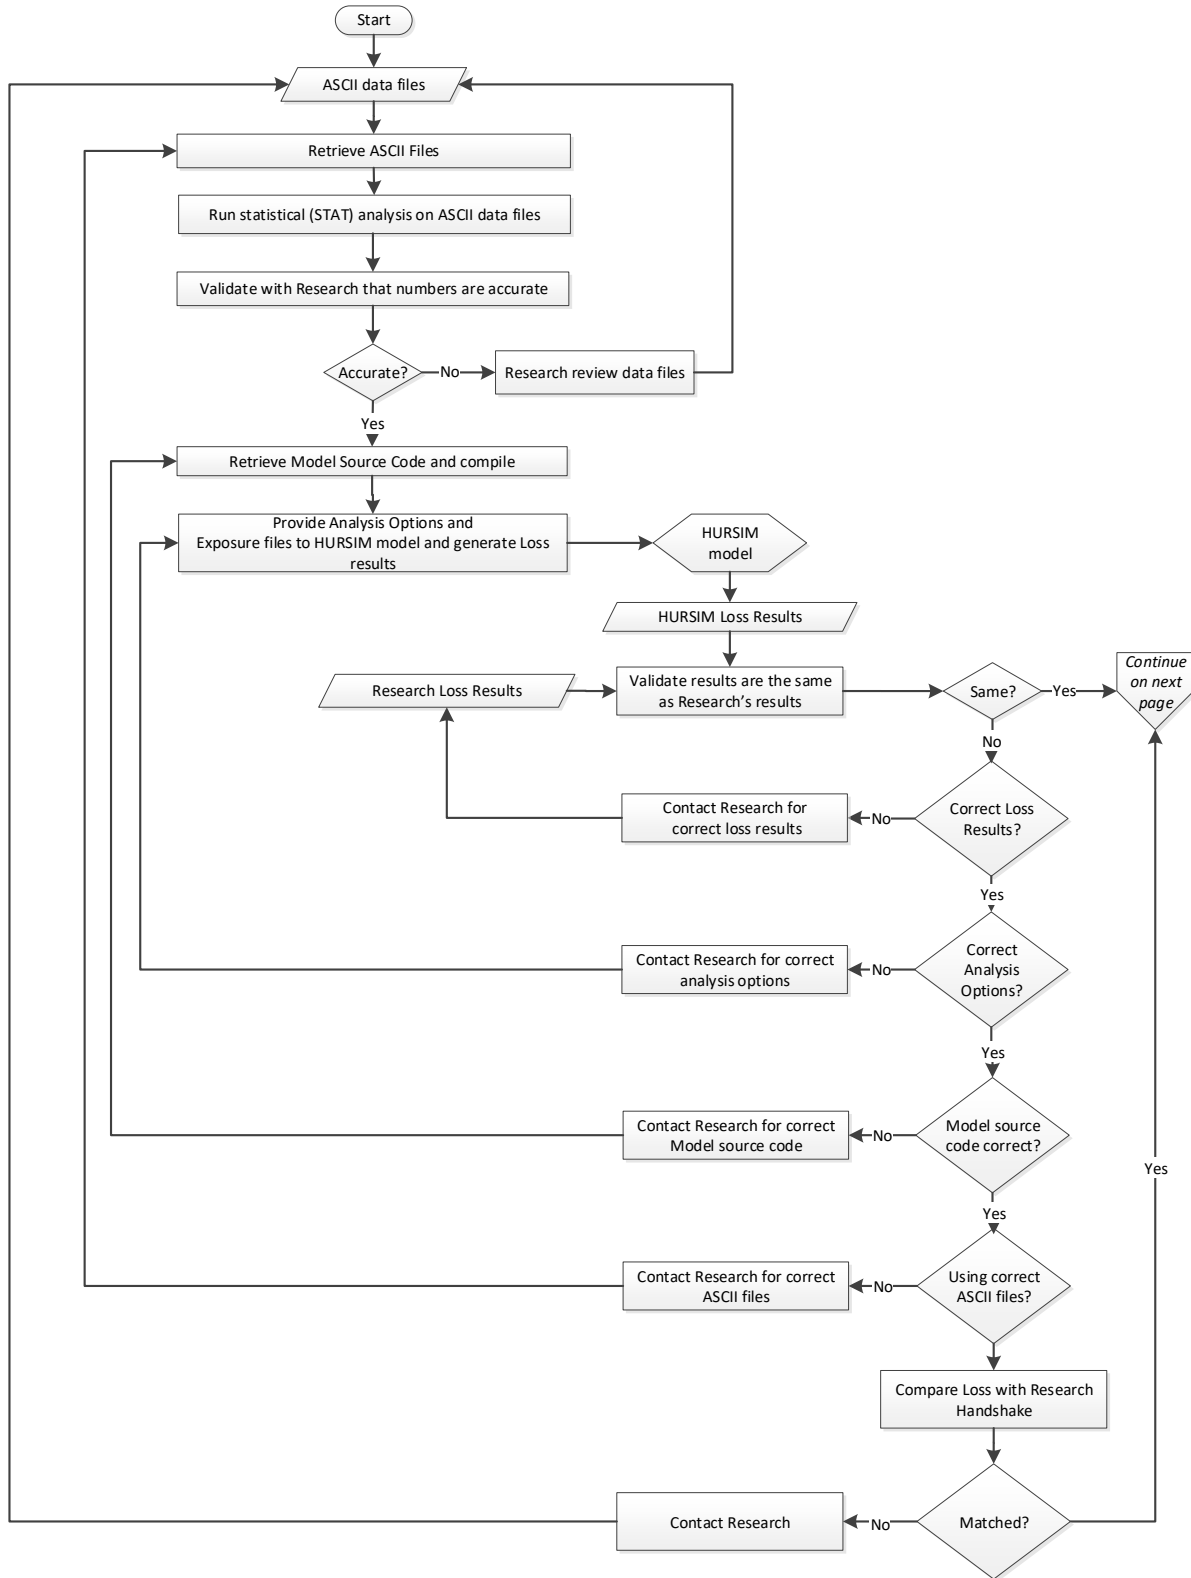 Start
ASCII data files
Retrieve ASCII Files
Run statistical (STAT) analysis on ASCII data files
Validate with Research that numbers are accurate
Accurate?
No
Research review data files
Yes
Retrieve Model Source Code and compile
Provide Analysis Options and
Exposure files to HURSIM model and generate Loss
results
HURSIM
model
HURSIM Loss Results
Research Loss Results
Validate results are the same
as Research's results
Same?
Yes
Continue
on next
page
No
Contact Research for
correct loss results
No
Correct Loss
Results?
Yes
Contact Research for correct
analysis options
No
Correct
Analysis
Options?
Yes
Contact Research for correct
Model source code
No
Model source
code correct?
Yes
Yes
Contact Research for correct
ASCII files
No
Using correct
ASCII files?
Compare Loss with Research
Handshake
Contact Research
No
Matched?